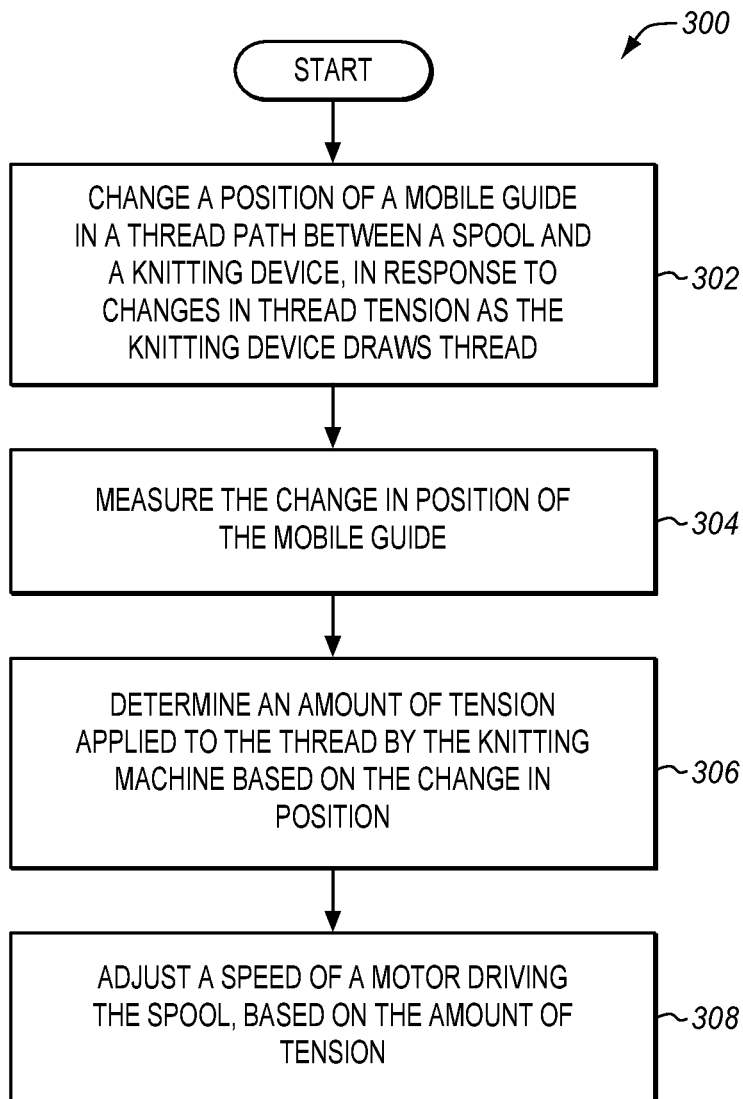 300
START
CHANGE A POSITION OF A MOBILE GUIDE
IN A THREAD PATH BETWEEN A SPOOL AND
A KNITTING DEVICE, IN RESPONSE TO
CHANGES IN THREAD TENSION AS THE
KNITTING DEVICE DRAWS THREAD
302
MEASURE THE CHANGE IN POSITION OF
THE MOBILE GUIDE
304
DETERMINE AN AMOUNT OF TENSION
APPLIED TO THE THREAD BY THE KNITTING
MACHINE BASED ON THE CHANGE IN
POSITION
306
ADJUST A SPEED OF A MOTOR DRIVING
THE SPOOL, BASED ON THE AMOUNT OF
TENSION
308